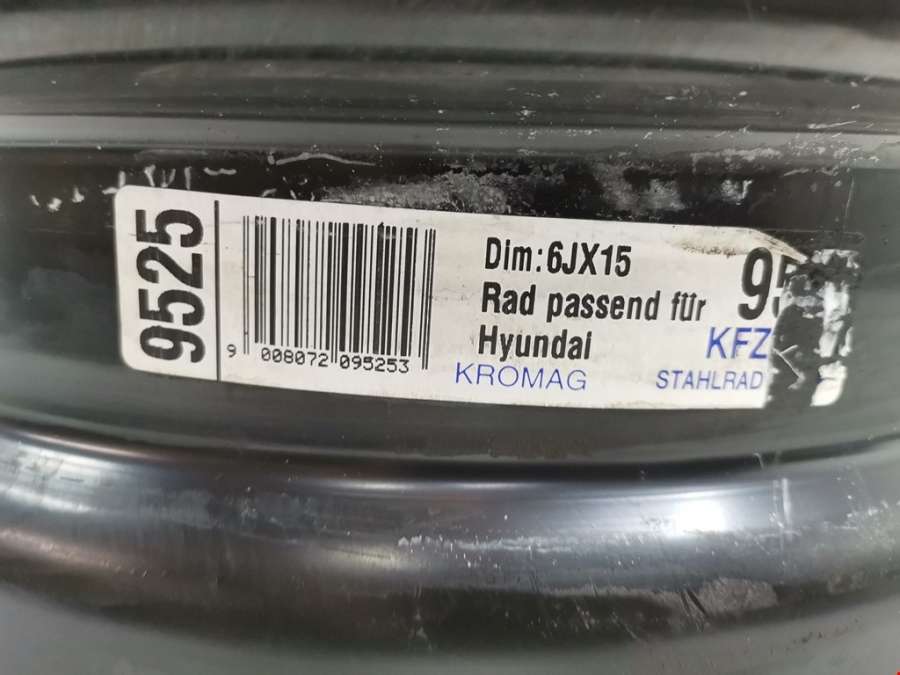 9525
9 008072 095253
Dim:6JX15
Rad passend für
Hyundai
KROMAG
KFZ
STAHLRAD